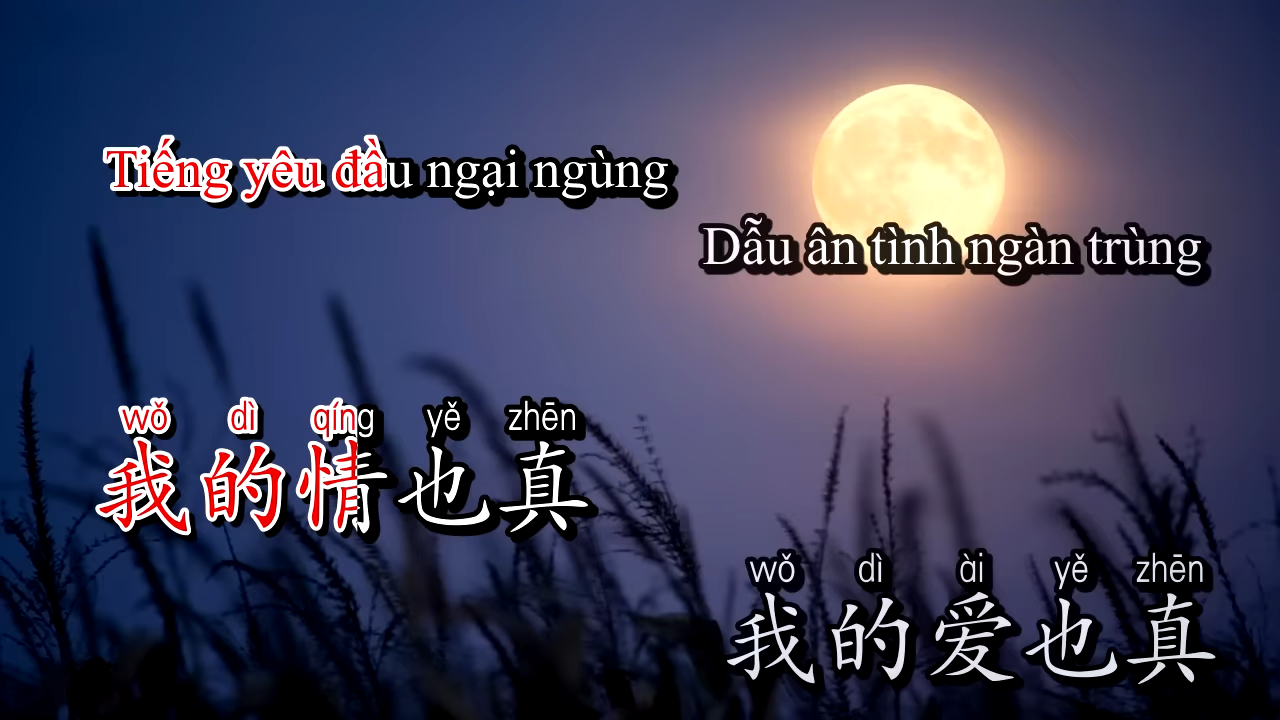 Tiếng yêu đầu ngại ngùng
Dẫu ân tình ngàn trùng
wǒ dì qíng yě zhēn
我的情也真
wǒ dì ài yě zhēn
我的爱也真